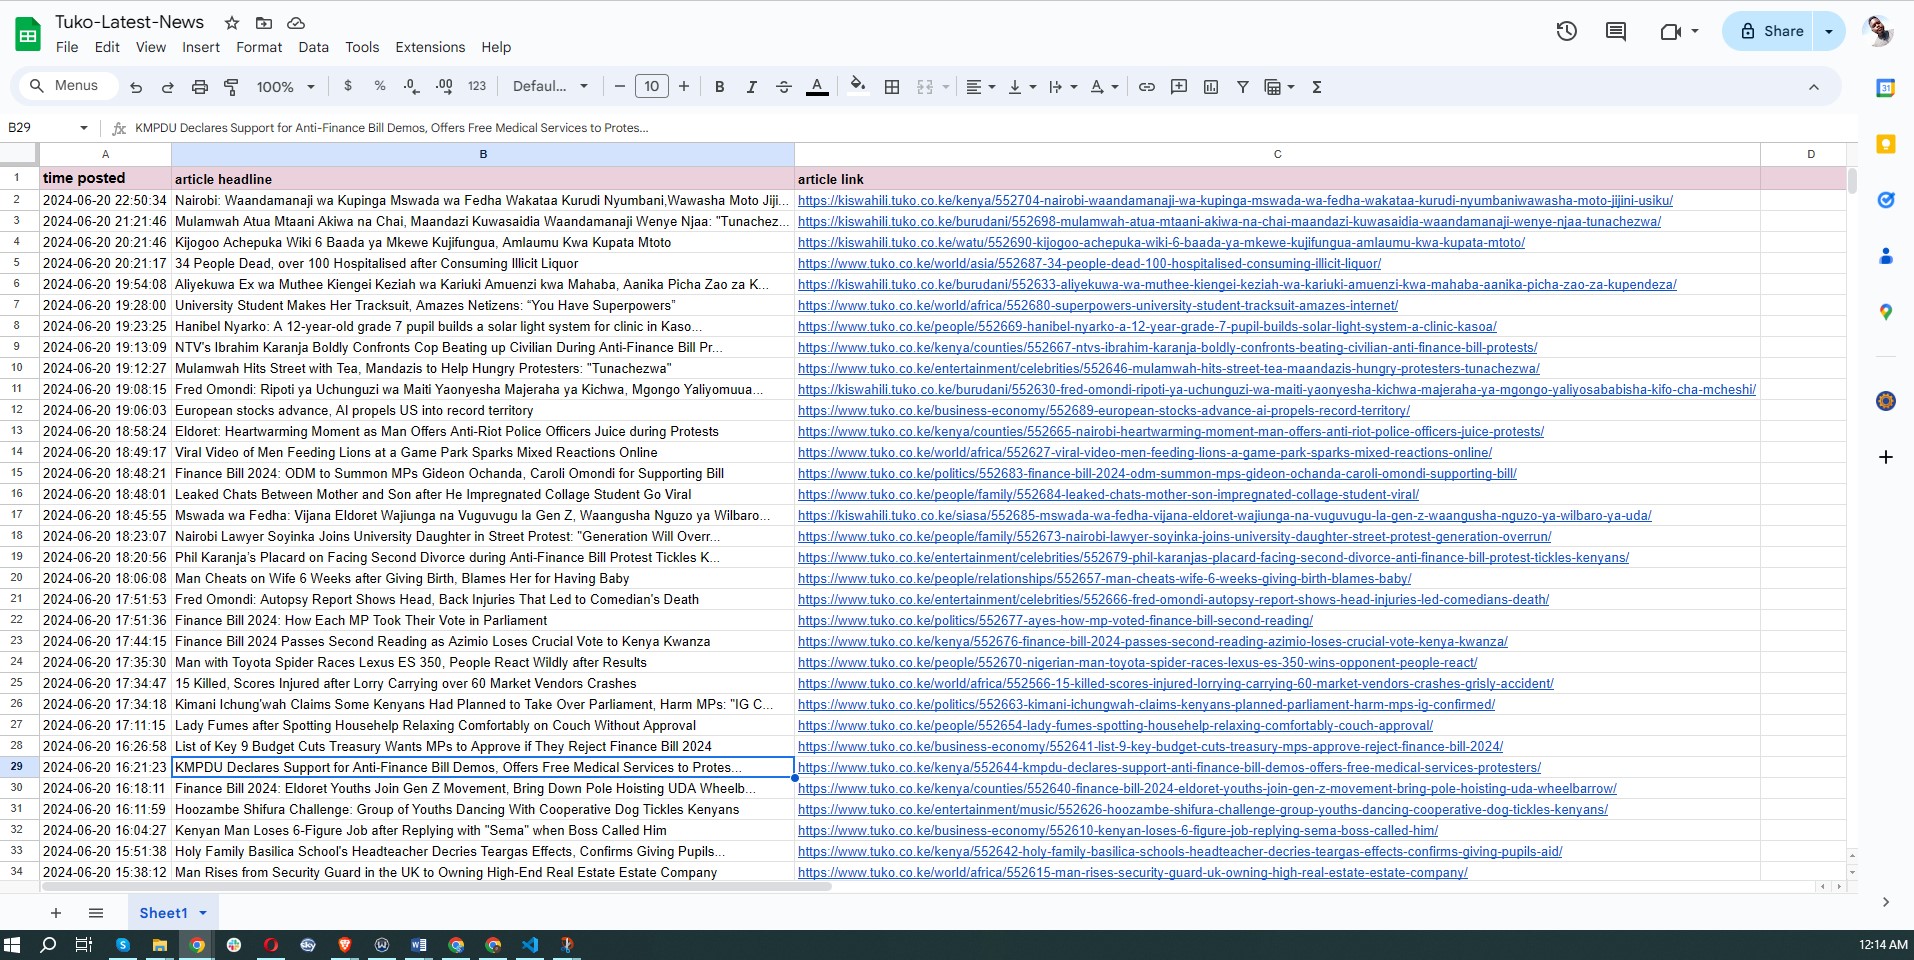 Tuko-Latest-News
File Edit View Insert Format Data Tools Extensions Help
Share
Menus 100% $ % .0 .00 123 Defaul... − 10 + B I S A
B29 fx KMPDU Declares Support for Anti-Finance Bill Demos, Offers Free Medical Services to Protes...
A B C D
1 time posted article headline article link
2 2024-06-20 22:50:34 Nairobi: Waandamanaji wa Kupinga Mswada wa Fedha Wakataa Kurudi Nyumbani,Wawasha Moto Jiji... https://kiswahili.tuko.co.ke/kenya/552704-nairobi-waandamanaji-wa-kupinga-mswada-wa-fedha-wakataa-kurudi-nyumbaniwawasha-moto-jijini-usiku/
3 2024-06-20 21:21:46 Mulamwah Atua Mtaani Akiwa na Chai, Maandazi Kuwasaidia Waandamanaji Wenye Njaa: "Tunachez... https://kiswahili.tuko.co.ke/burudani/552698-mulamwah-atua-mtaani-akiwa-na-chai-maandazi-kuwasaidia-waandamanaji-wenye-njaa-tunachezwa/
4 2024-06-20 20:21:46 Kijogoo Achepuka Wiki 6 Baada ya Mkewe Kujifungua, Amlaumu Kwa Kupata Mtoto https://kiswahili.tuko.co.ke/watu/552690-kijogoo-achepuka-wiki-6-baada-ya-mkewe-kujifungua-amlaumu-kwa-kupata-mtoto/
5 2024-06-20 20:21:17 34 People Dead, over 100 Hospitalised after Consuming Illicit Liquor https://www.tuko.co.ke/world/asia/552687-34-people-dead-100-hospitalised-consuming-illicit-liquor/
6 2024-06-20 19:54:08 Aliyekuwa Ex wa Muthee Kiengei Keziah wa Kariuki Amuenzi kwa Mahaba, Aanika Picha Zao za K... https://kiswahili.tuko.co.ke/burudani/552633-aliyekuwa-ex-wa-muthee-kiengei-keziah-wa-kariuki-amuenzi-kwa-mahaba-aanika-picha-zao-za-kupendeza/
7 2024-06-20 19:28:00 University Student Makes Her Tracksuit, Amazes Netizens: “You Have Superpowers” https://www.tuko.co.ke/world/africa/552680-superpowers-university-student-tracksuit-amazes-internet/
8 2024-06-20 19:23:25 Hanibel Nyarko: A 12-year-old grade 7 pupil builds a solar light system for clinic in Kaso... https://www.tuko.co.ke/people/552669-hanibel-nyarko-a-12-year-grade-7-pupil-builds-solar-light-system-a-clinic-kasoa/
9 2024-06-20 19:13:09 NTV's Ibrahim Karanja Boldly Confronts Cop Beating up Civilian During Anti-Finance Bill Pr... https://www.tuko.co.ke/kenya/counties/552667-ntvs-ibrahim-karanja-boldly-confronts-beating-civilian-anti-finance-bill-protests/
10 2024-06-20 19:12:27 Mulamwah Hits Street with Tea, Mandazis to Help Hungry Protesters: "Tunachezwa" https://www.tuko.co.ke/entertainment/celebrities/552646-mulamwah-hits-street-tea-maandazis-hungry-protesters-tunachezwa/
11 2024-06-20 19:08:15 Fred Omondi: Ripoti ya Uchunguzi wa Maiti Yaonyesha Majeraha ya Kichwa, Mgongo Yaliyomuua... https://kiswahili.tuko.co.ke/burudani/552630-fred-omondi-ripoti-ya-uchunguzi-wa-maiti-yaonyesha-kichwa-majeraha-ya-mgongo-yaliyosababisha-kifo-cha-mcheshi/
12 2024-06-20 19:06:03 European stocks advance, AI propels US into record territory https://www.tuko.co.ke/business-economy/552689-european-stocks-advance-ai-propels-record-territory/
13 2024-06-20 18:58:24 Eldoret: Heartwarming Moment as Man Offers Anti-Riot Police Officers Juice during Protests https://www.tuko.co.ke/kenya/counties/552665-nairobi-heartwarming-moment-man-offers-anti-riot-police-officers-juice-protests/
14 2024-06-20 18:49:17 Viral Video of Men Feeding Lions at a Game Park Sparks Mixed Reactions Online https://www.tuko.co.ke/world/africa/552627-viral-video-men-feeding-lions-a-game-park-sparks-mixed-reactions-online/
15 2024-06-20 18:48:21 Finance Bill 2024: ODM to Summon MPs Gideon Ochanda, Caroli Omondi for Supporting Bill https://www.tuko.co.ke/politics/552683-finance-bill-2024-odm-summon-mps-gideon-ochanda-caroli-omondi-supporting-bill/
16 2024-06-20 18:48:01 Leaked Chats Between Mother and Son after He Impregnated Collage Student Go Viral https://www.tuko.co.ke/people/family/552684-leaked-chats-mother-son-impregnated-collage-student-viral/
17 2024-06-20 18:45:55 Mswada wa Fedha: Vijana Eldoret Wajiunga na Vuguvugu la Gen Z, Waangusha Nguzo ya Wilbaro... https://kiswahili.tuko.co.ke/siasa/552685-mswada-wa-fedha-vijana-eldoret-wajiunga-na-vuguvugu-la-gen-z-waangusha-nguzo-ya-wilbaro-ya-uda/
18 2024-06-20 18:23:07 Nairobi Lawyer Soyinka Joins University Daughter in Street Protest: "Generation Will Overr... https://www.tuko.co.ke/people/family/552673-nairobi-lawyer-soyinka-joins-university-daughter-street-protest-generation-overrun/
19 2024-06-20 18:20:56 Phil Karanja’s Placard on Facing Second Divorce during Anti-Finance Bill Protest Tickles K... https://www.tuko.co.ke/entertainment/celebrities/552679-phil-karanjas-placard-facing-second-divorce-anti-finance-bill-protest-tickles-kenyans/
20 2024-06-20 18:06:08 Man Cheats on Wife 6 Weeks after Giving Birth, Blames Her for Having Baby https://www.tuko.co.ke/people/relationships/552657-man-cheats-wife-6-weeks-giving-birth-blames-baby/
21 2024-06-20 17:51:53 Fred Omondi: Autopsy Report Shows Head, Back Injuries That Led to Comedian's Death https://www.tuko.co.ke/entertainment/celebrities/552666-fred-omondi-autopsy-report-shows-head-injuries-led-comedians-death/
22 2024-06-20 17:51:36 Finance Bill 2024: How Each MP Took Their Vote in Parliament https://www.tuko.co.ke/politics/552677-ayes-how-mp-voted-finance-bill-second-reading/
23 2024-06-20 17:44:15 Finance Bill 2024 Passes Second Reading as Azimio Loses Crucial Vote to Kenya Kwanza https://www.tuko.co.ke/kenya/552676-finance-bill-2024-passes-second-reading-azimio-loses-crucial-vote-kenya-kwanza/
24 2024-06-20 17:35:30 Man with Toyota Spider Races Lexus ES 350, People React Wildly after Results https://www.tuko.co.ke/people/552670-nigerian-man-toyota-spider-races-lexus-es-350-wins-opponent-people-react/
25 2024-06-20 17:34:47 15 Killed, Scores Injured after Lorry Carrying over 60 Market Vendors Crashes https://www.tuko.co.ke/world/africa/552566-15-killed-scores-injured-lorrying-carrying-60-market-vendors-crashes-grisly-accident/
26 2024-06-20 17:34:18 Kimani Ichung'wah Claims Some Kenyans Had Planned to Take Over Parliament, Harm MPs: "IG C... https://www.tuko.co.ke/politics/552663-kimani-ichungwah-claims-kenyans-planned-parliament-harm-mps-ig-confirmed/
27 2024-06-20 17:11:15 Lady Fumes after Spotting Househelp Relaxing Comfortably on Couch Without Approval https://www.tuko.co.ke/people/552654-lady-fumes-spotting-househelp-relaxing-comfortably-couch-approval/
28 2024-06-20 16:26:58 List of Key 9 Budget Cuts Treasury Wants MPs to Approve if They Reject Finance Bill 2024 https://www.tuko.co.ke/business-economy/552641-list-9-key-budget-cuts-treasury-mps-approve-reject-finance-bill-2024/
29 2024-06-20 16:21:23 KMPDU Declares Support for Anti-Finance Bill Demos, Offers Free Medical Services to Protes... https://www.tuko.co.ke/kenya/552644-kmpdu-declares-support-anti-finance-bill-demos-offers-free-medical-services-protesters/
30 2024-06-20 16:18:11 Finance Bill 2024: Eldoret Youths Join Gen Z Movement, Bring Down Pole Hoisting UDA Wheelb... https://www.tuko.co.ke/kenya/counties/552640-finance-bill-2024-eldoret-youths-join-gen-z-movement-bring-pole-hoisting-uda-wheelbarrow/
31 2024-06-20 16:11:59 Hoozambe Shifura Challenge: Group of Youths Dancing With Cooperative Dog Tickles Kenyans https://www.tuko.co.ke/entertainment/music/552626-hoozambe-shifura-challenge-group-youths-dancing-cooperative-dog-tickles-kenyans/
32 2024-06-20 16:04:27 Kenyan Man Loses 6-Figure Job after Replying with "Sema" when Boss Called Him https://www.tuko.co.ke/business-economy/552610-kenyan-loses-6-figure-job-replying-sema-boss-called-him/
33 2024-06-20 15:51:38 Holy Family Basilica School's Headteacher Decries Teargas Effects, Confirms Giving Pupils... https://www.tuko.co.ke/kenya/552642-holy-family-basilica-schools-headteacher-decries-teargas-effects-confirms-giving-pupils-aid/
34 2024-06-20 15:38:12 Man Rises from Security Guard in the UK to Owning High-End Real Estate Estate Company https://www.tuko.co.ke/world/africa/552615-man-rises-security-guard-uk-owning-high-real-estate-estate-company/
Sheet1
12:14 AM